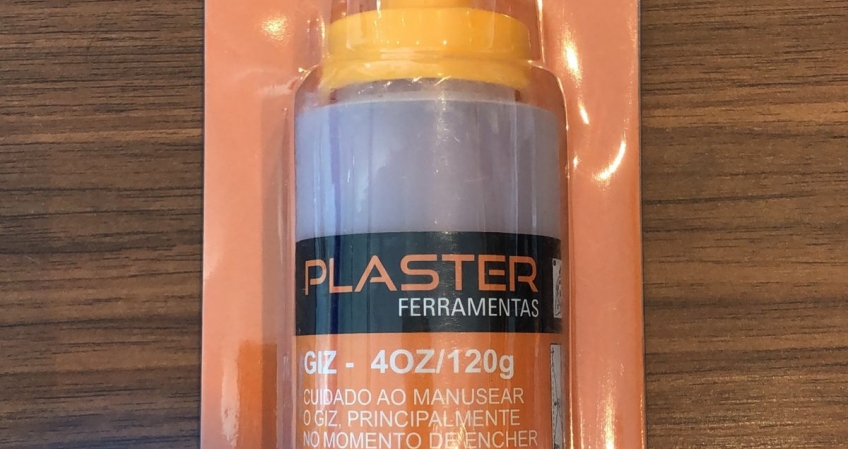 PLASTER
FERRAMENTAS
GIZ - 4OZ/120g
CUIDADO AO MANUSEAR
O GIZ, PRINCIPALMENTE
NO MOMENTO DE ENCHER